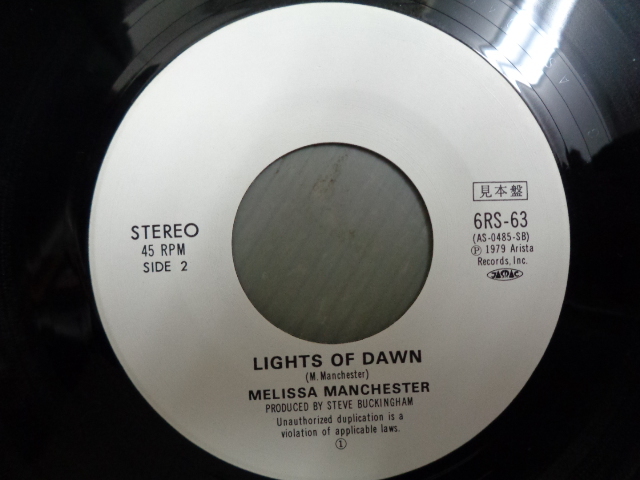 STEREO
45 RPM
SIDE 2
見本盤
6RS-63
(AS-0485-SB)
Ⓟ 1979 Arista
Records, Inc.
JASRAC
LIGHTS OF DAWN
(M. Manchester)
MELISSA MANCHESTER
PRODUCED BY STEVE BUCKINGHAM
Unauthorized duplication is a
violation of applicable laws.
①